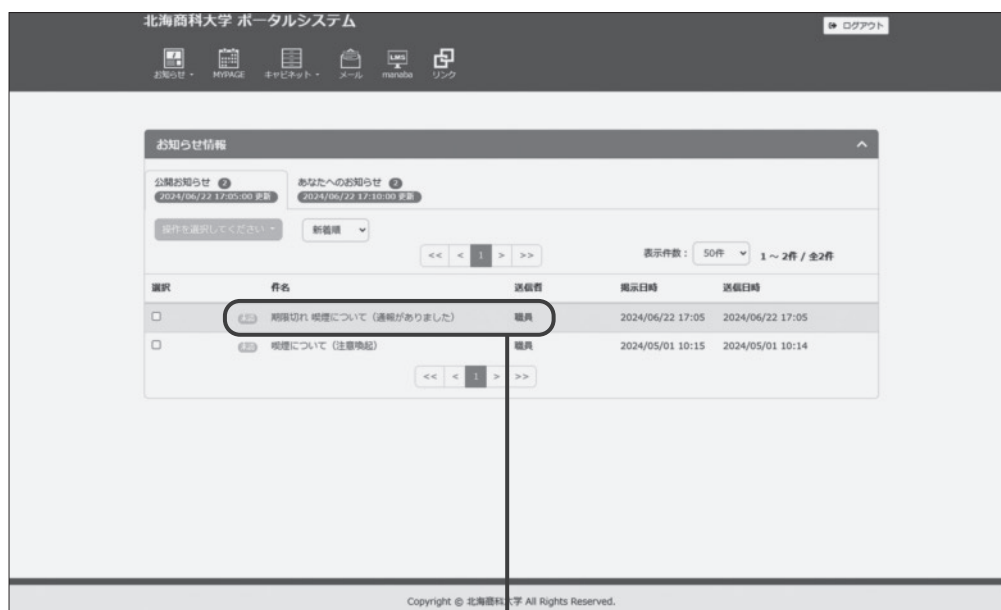 北海商科大学 ポータルシステム
ログアウト
お知らせ
MYPAGE
キャビネット
メール
LMS
manaba
リンク
お知らせ情報
公開お知らせ 2
2024/06/22 17:05:00 更新
あなたへのお知らせ 2
2024/06/22 17:10:00 更新
操作を選択してください
新着順
<< < 1 > >>
表示件数： 50件 1 ～ 2件 / 全2件
選択 件名 送信者 掲示日時 送信日時
期限切れ 喫煙について（通報がありました） 職員 2024/06/22 17:05 2024/06/22 17:05
喫煙について（注意喚起） 職員 2024/05/01 10:15 2024/05/01 10:14
<< < 1 > >>
Copyright © 北海商科大学 All Rights Reserved.